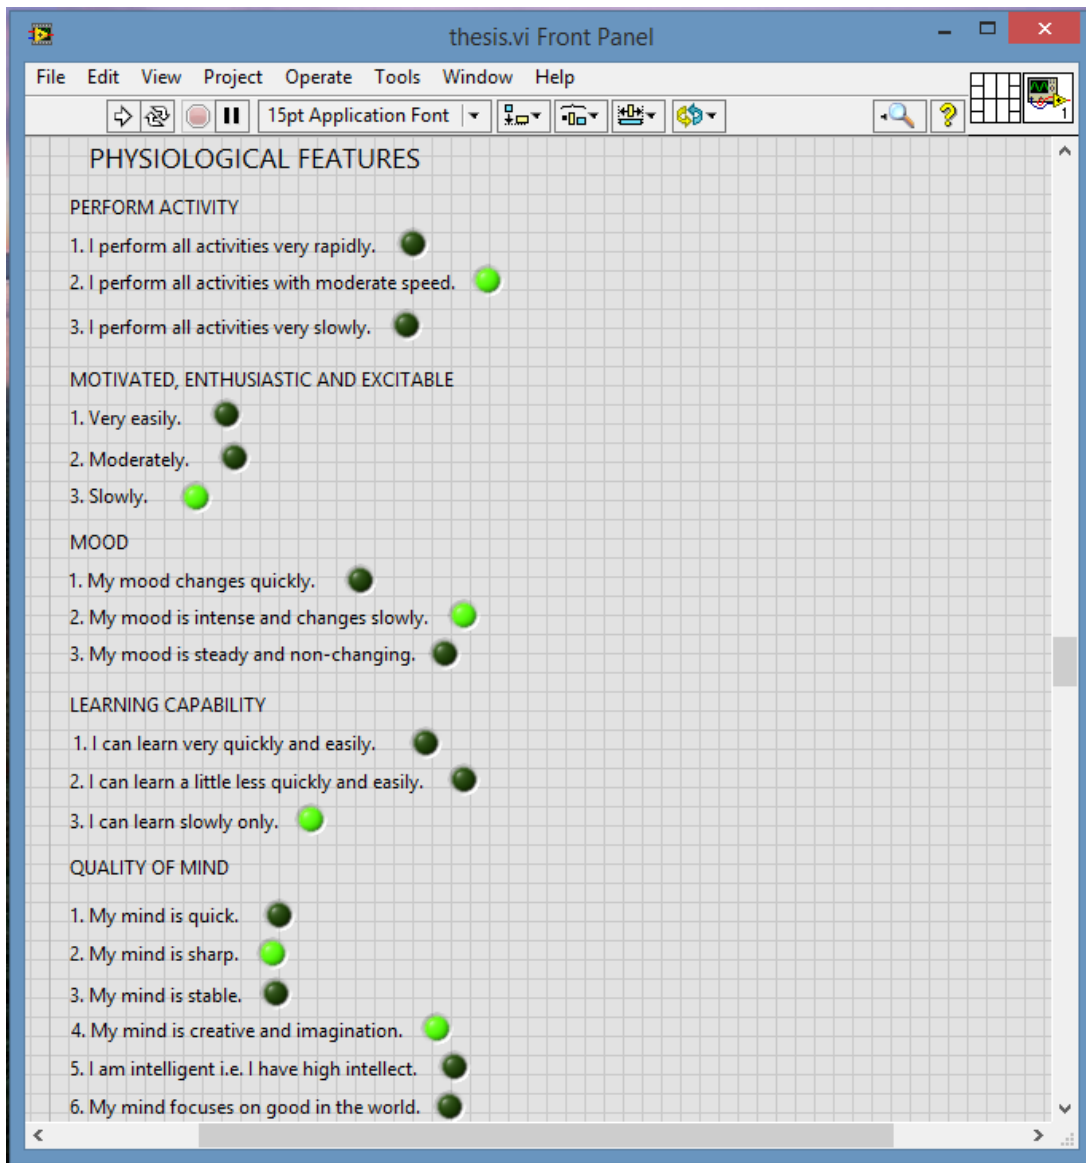 thesis.vi Front Panel
File Edit View Project Operate Tools Window Help
15pt Application Font
1
PHYSIOLOGICAL FEATURES
PERFORM ACTIVITY
1. I perform all activities very rapidly.
2. I perform all activities with moderate speed.
3. I perform all activities very slowly.
MOTIVATED, ENTHUSIASTIC AND EXCITABLE
1. Very easily.
2. Moderately.
3. Slowly.
MOOD
1. My mood changes quickly.
2. My mood is intense and changes slowly.
3. My mood is steady and non-changing.
LEARNING CAPABILITY
1. I can learn very quickly and easily.
2. I can learn a little less quickly and easily.
3. I can learn slowly only.
QUALITY OF MIND
1. My mind is quick.
2. My mind is sharp.
3. My mind is stable.
4. My mind is creative and imagination.
5. I am intelligent i.e. I have high intellect.
6. My mind focuses on good in the world.